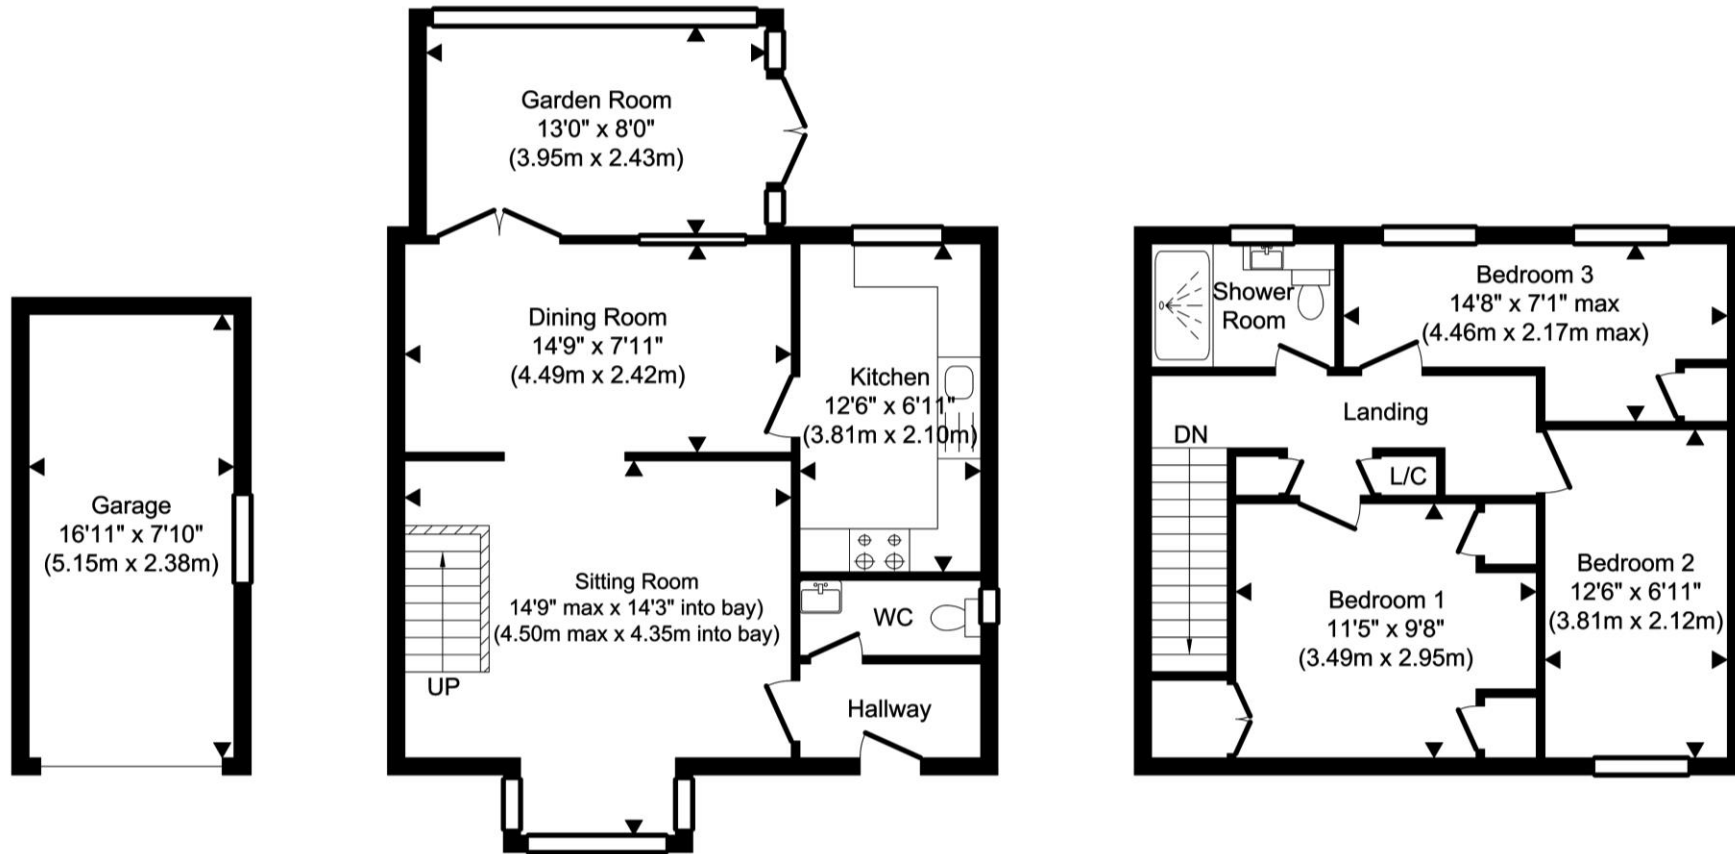 Garage
16'11" x 7'10"
(5.15m x 2.38m)
Garden Room
13'0" x 8'0"
(3.95m x 2.43m)
Dining Room
14'9" x 7'11"
(4.49m x 2.42m)
Kitchen
12'6" x 6'11"
(3.81m x 2.10m)
Sitting Room
14'9" max x 14'3" into bay)
(4.50m max x 4.35m into bay)
UP
WC
Hallway
Shower
Room
Bedroom 3
14'8" x 7'1" max
(4.46m x 2.17m max)
Landing
DN
L/C
Bedroom 1
11'5" x 9'8"
(3.49m x 2.95m)
Bedroom 2
12'6" x 6'11"
(3.81m x 2.12m)